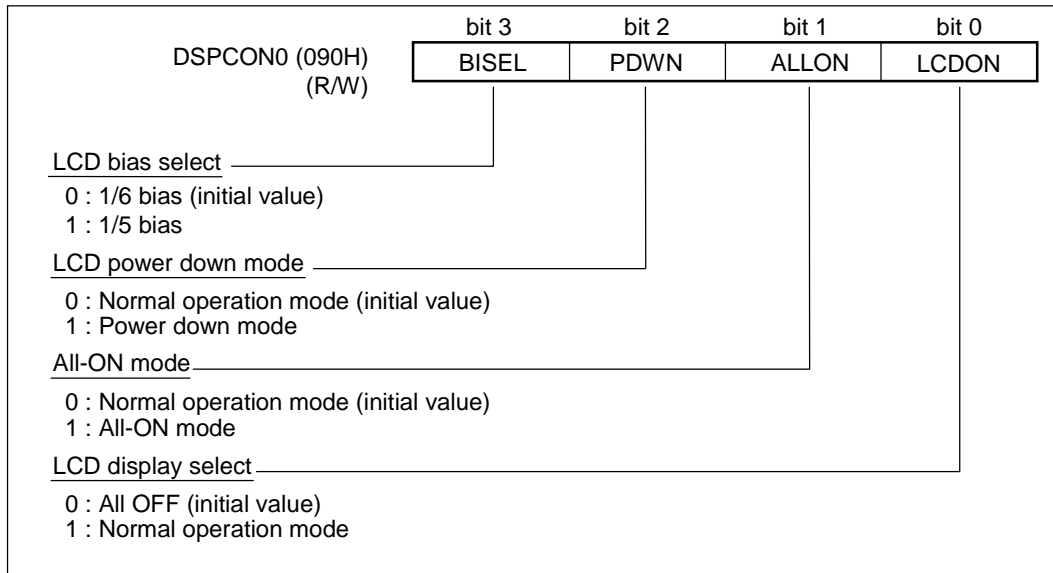 bit 3 bit 2 bit 1 bit 0
DSPCON0 (090H) BISEL PDWN ALLON LCDON
(R/W)
LCD bias select
0 : 1/6 bias (initial value)
1 : 1/5 bias
LCD power down mode
0 : Normal operation mode (initial value)
1 : Power down mode
All-ON mode
0 : Normal operation mode (initial value)
1 : All-ON mode
LCD display select
0 : All OFF (initial value)
1 : Normal operation mode